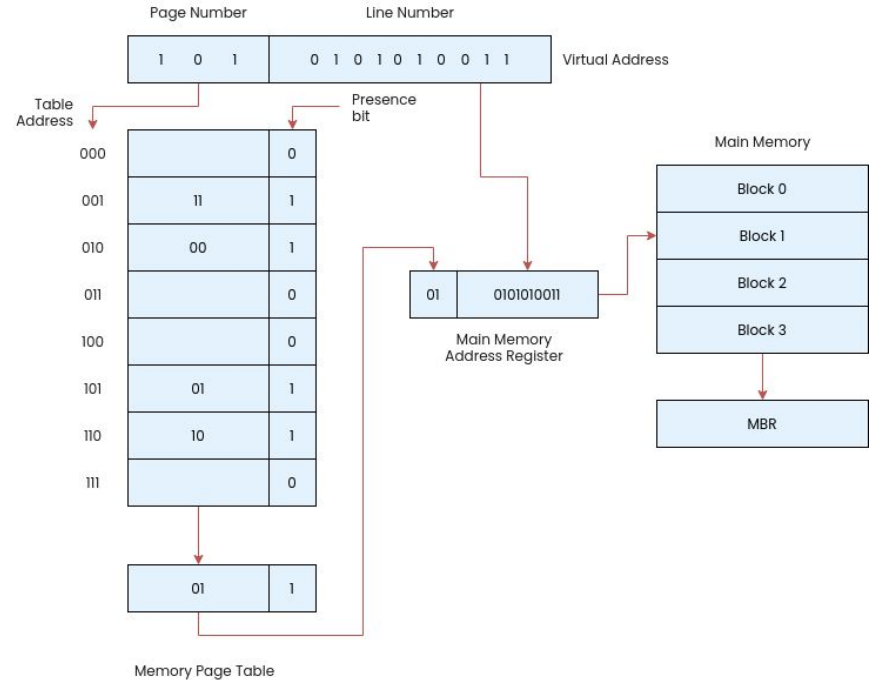 Page Number
Line Number
1 0 1
0 1 0 1 0 1 0 0 1 1
Virtual Address
Table
Address
Presence
bit
000
0
001
11
1
010
00
1
011
0
100
0
101
01
1
110
10
1
111
0
01
1
Memory Page Table
01
0101010011
Main Memory
Address Register
Main Memory
Block 0
Block 1
Block 2
Block 3
MBR